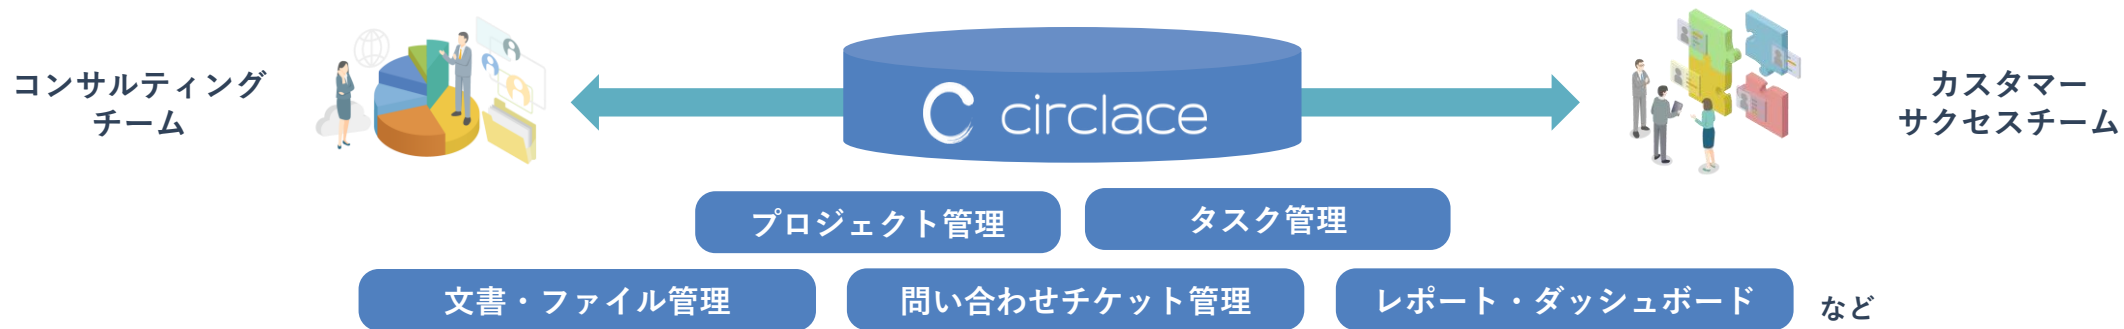 コンサルティング
チーム
circlace
カスタマー
サクセスチーム
プロジェクト管理
タスク管理
文書・ファイル管理
問い合わせチケット管理
レポート・ダッシュボード
など